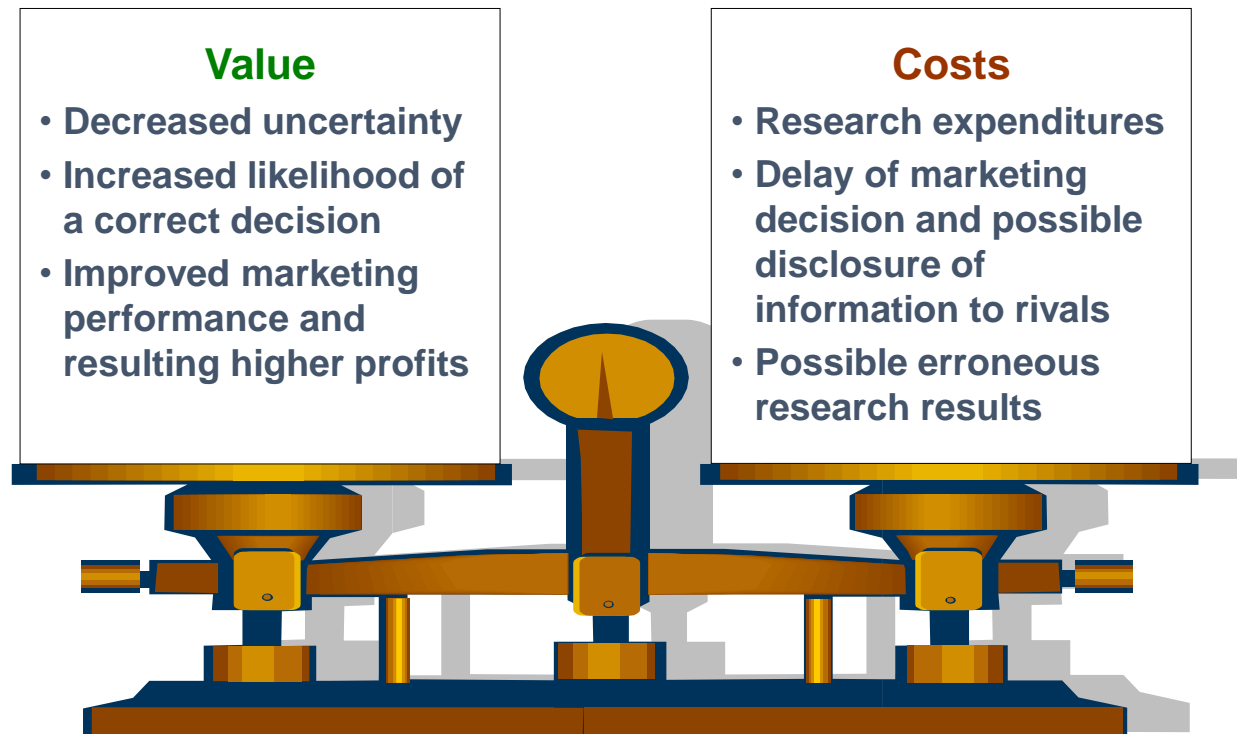 Value
• Decreased uncertainty
• Increased likelihood of
a correct decision
• Improved marketing
performance and
resulting higher profits
Costs
• Research expenditures
• Delay of marketing
decision and possible
disclosure of
information to rivals
• Possible erroneous
research results